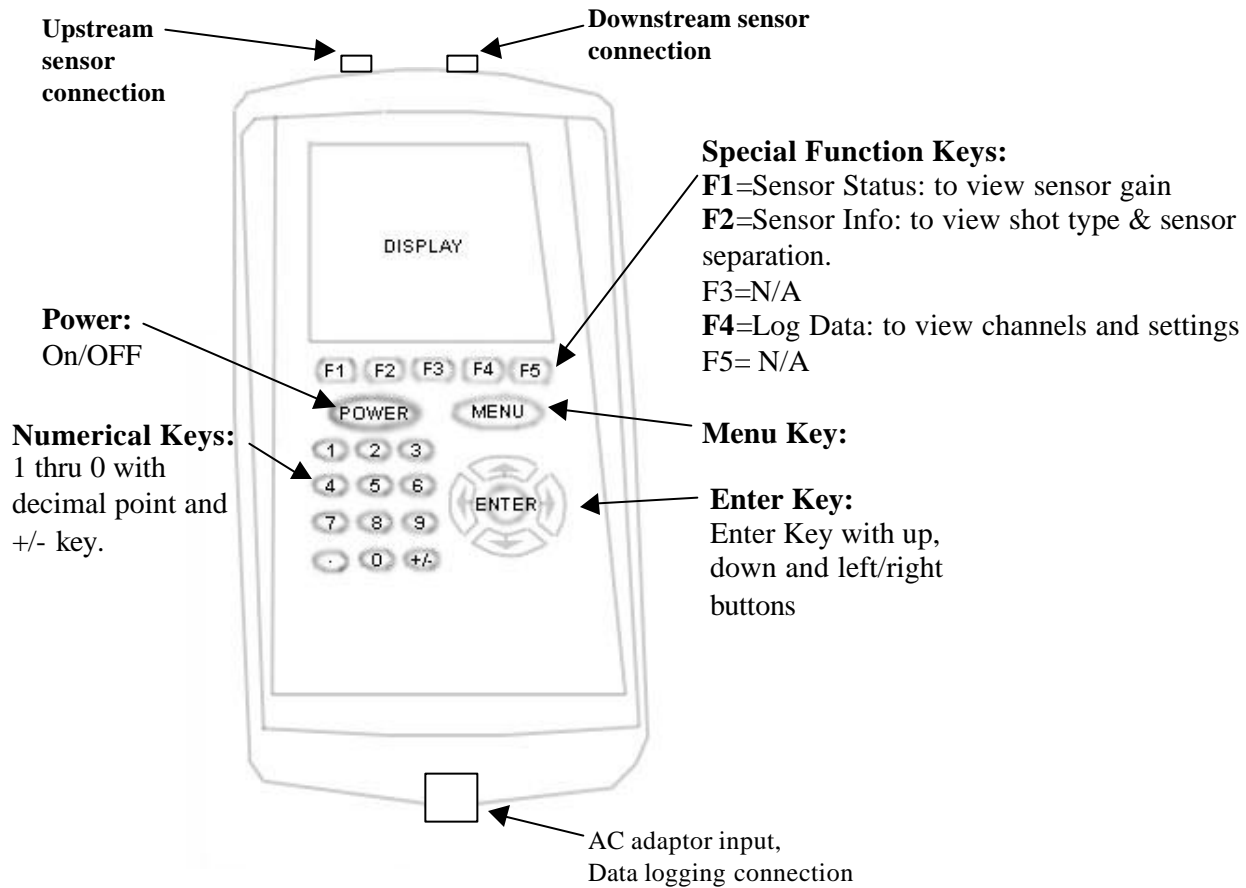 Upstream
sensor
connection
Downstream sensor
connection
Special Function Keys:
F1=Sensor Status: to view sensor gain
F2=Sensor Info: to view shot type & sensor
separation.
F3=N/A
F4=Log Data: to view channels and settings
F5= N/A
DISPLAY
Power:
On/OFF
F1 F2 F3 F4 F5
POWER MENU
Menu Key:
Numerical Keys:
1 thru 0 with
decimal point and
+/- key.
1 2 3
4 5 6
7 8 9
. 0 +/-
ENTER
Enter Key:
Enter Key with up,
down and left/right
buttons
AC adaptor input,
Data logging connection